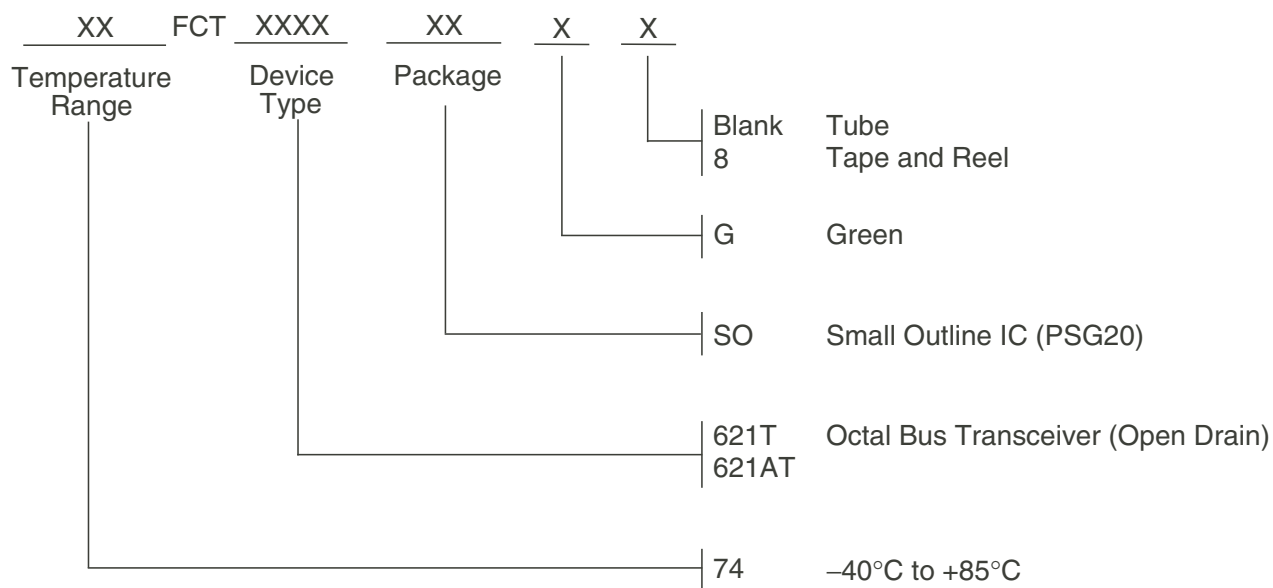 XX FCT XXXX XX X X
Temperature Range
Device Type
Package
Blank Tube
8 Tape and Reel
G Green
SO Small Outline IC (PSG20)
621T Octal Bus Transceiver (Open Drain)
621AT
74 –40°C to +85°C